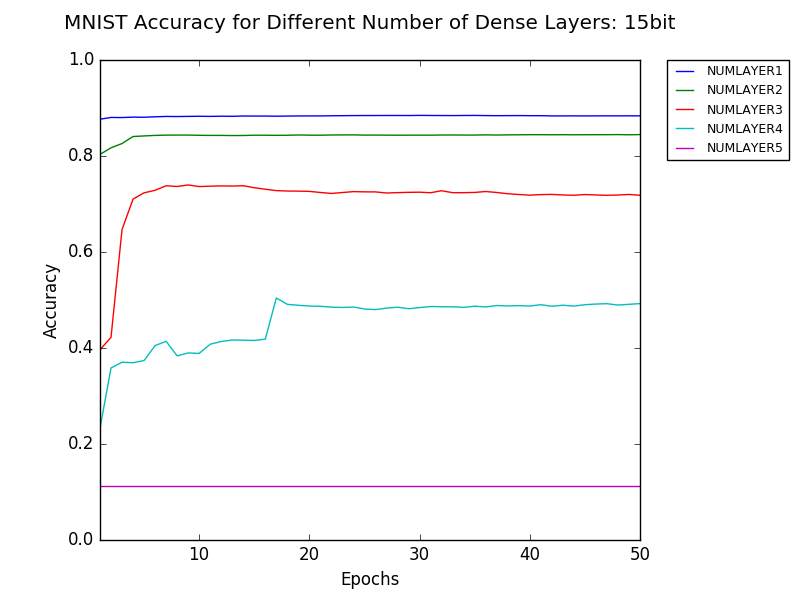 MNIST Accuracy for Different Number of Dense Layers: 15bit
1.0
0.8
0.6
0.4
0.2
0.0
Accuracy
10 20 30 40 50
Epochs
NUMLAYER1
NUMLAYER2
NUMLAYER3
NUMLAYER4
NUMLAYER5